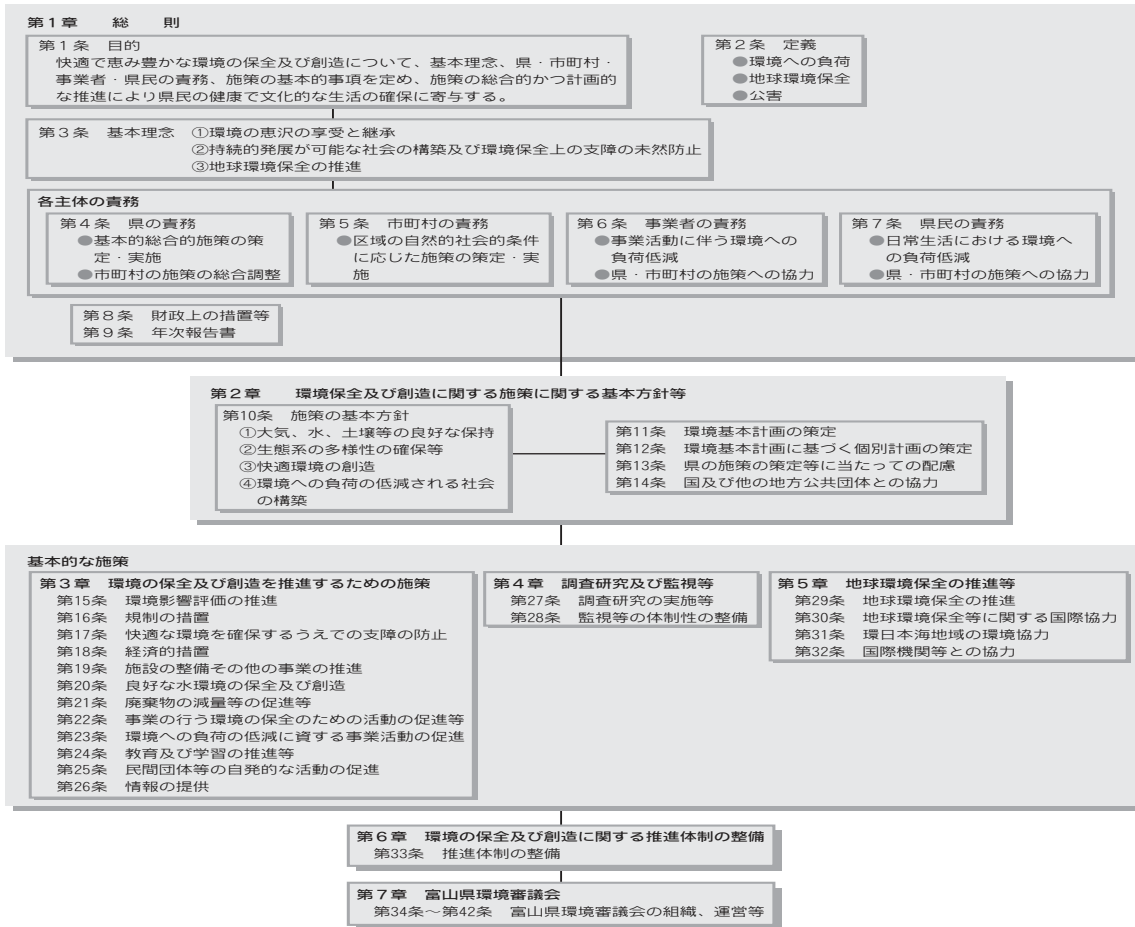 第1章　総　則
第1条　目的
快適で恵み豊かな環境の保全及び創造について、基本理念、県・市町村・
事業者・県民の責務、施策の基本的事項を定め、施策の総合的かつ計画的
な推進により県民の健康で文化的な生活の確保に寄与する。
第2条　定義
●環境への負荷
●地球環境保全
●公害
第3条　基本理念　①環境の恵沢の享受と継承
②持続的発展が可能な社会の構築及び環境保全上の支障の未然防止
③地球環境保全の推進
各主体の責務
第4条　県の責務
●基本的総合的施策の策
定・実施
●市町村の施策の総合調整
第5条　市町村の責務
●区域の自然的社会的条件
に応じた施策の策定・実
施
第6条　事業者の責務
●事業活動に伴う環境への
負荷低減
●県・市町村の施策への協力
第7条　県民の責務
●日常生活における環境へ
の負荷低減
●県・市町村の施策への協力
第8条　財政上の措置等
第9条　年次報告書
第2章　環境保全及び創造に関する施策に関する基本方針等
第10条　施策の基本方針
①大気、水、土壌等の良好な保持
②生態系の多様性の確保等
③快適環境の創造
④環境への負荷の低減される社会
の構築
第11条　環境基本計画の策定
第12条　環境基本計画に基づく個別計画の策定
第13条　県の施策の策定等に当たっての配慮
第14条　国及び他の地方公共団体との協力
基本的な施策
第3章　環境の保全及び創造を推進するための施策
第15条　環境影響評価の推進
第16条　規制の措置
第17条　快適な環境を確保するうえでの支障の防止
第18条　経済的措置
第19条　施設の整備その他の事業の推進
第20条　良好な水環境の保全及び創造
第21条　廃棄物の減量等の促進等
第22条　事業の行う環境の保全のための活動の促進等
第23条　環境への負荷の低減に資する事業活動の促進
第24条　教育及び学習の推進等
第25条　民間団体等の自発的な活動の促進
第26条　情報の提供
第4章　調査研究及び監視等
第27条　調査研究の実施等
第28条　監視等の体制性の整備
第5章　地球環境保全の推進等
第29条　地球環境保全の推進
第30条　地球環境保全等に関する国際協力
第31条　環日本海地域の環境協力
第32条　国際機関等との協力
第6章　環境の保全及び創造に関する推進体制の整備
第33条　推進体制の整備
第7章　富山県環境審議会
第34条～第42条　富山県環境審議会の組織、運営等